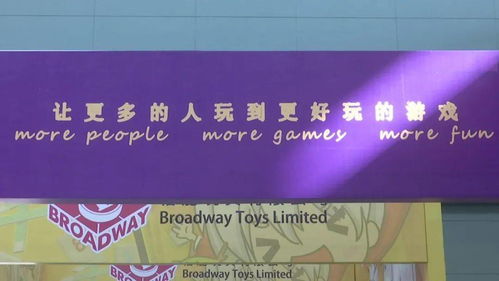 让更多的人玩到更好玩的游戏
more people more games more fun
BROADWAY
Broadway Toys Limited
BROADWAY
Broadway Toys Limited